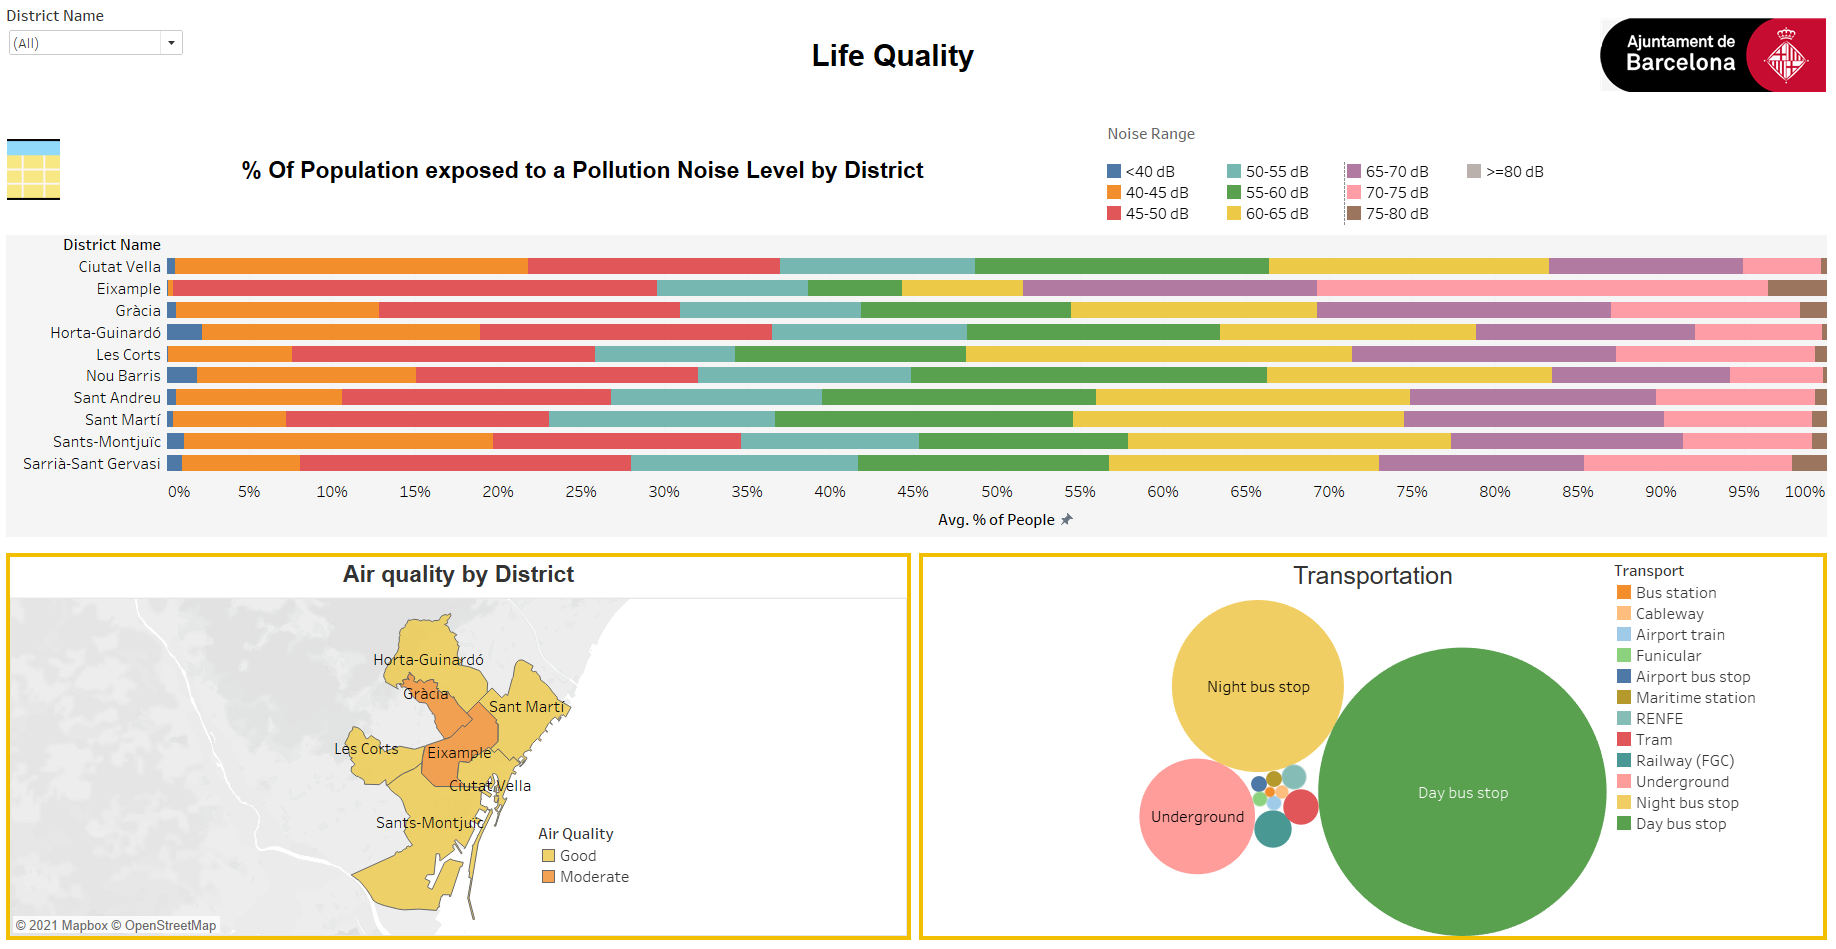 District Name
(All)
Life Quality
Ajuntament de
Barcelona
% Of Population exposed to a Pollution Noise Level by District
Noise Range
<40 dB
40-45 dB
45-50 dB
50-55 dB
55-60 dB
60-65 dB
65-70 dB
70-75 dB
75-80 dB
>=80 dB
District Name
Ciutat Vella
Eixample
Gràcia
Horta-Guinardó
Les Corts
Nou Barris
Sant Andreu
Sant Martí
Sants-Montjuïc
Sarrià-Sant Gervasi
0% 5% 10% 15% 20% 25% 30% 35% 40% 45% 50% 55% 60% 65% 70% 75% 80% 85% 90% 95% 100%
Avg. % of People
Air quality by District
Horta-Guinardó
Gràcia
Sant Martí
Les Corts
Eixample
Ciutat Vella
Sants-Montjuïc
Air Quality
Good
Moderate
© 2021 Mapbox © OpenStreetMap
Transportation
Night bus stop
Day bus stop
Underground
Transport
Bus station
Cableway
Airport train
Funicular
Airport bus stop
Maritime station
RENFE
Tram
Railway (FGC)
Underground
Night bus stop
Day bus stop